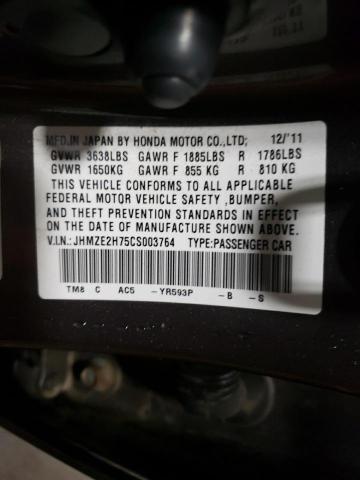 MFD.IN JAPAN BY HONDA MOTOR CO.,LTD; 12/'11
GVWR 3638LBS GAWR F 1885LBS R 1786LBS
GVWR 1650KG GAWR F 855 KG R 810 KG
THIS VEHICLE CONFORMS TO ALL APPLICABLE
FEDERAL MOTOR VEHICLE SAFETY ,BUMPER,
AND THEFT PREVENTION STANDARDS IN EFFECT
ON THE DATE OF MANUFACTURE SHOWN ABOVE.
V.I.N.: JHMZE2H75CS003764 TYPE:PASSENGER CAR
TM8 C AC5 -YR593P -B -S